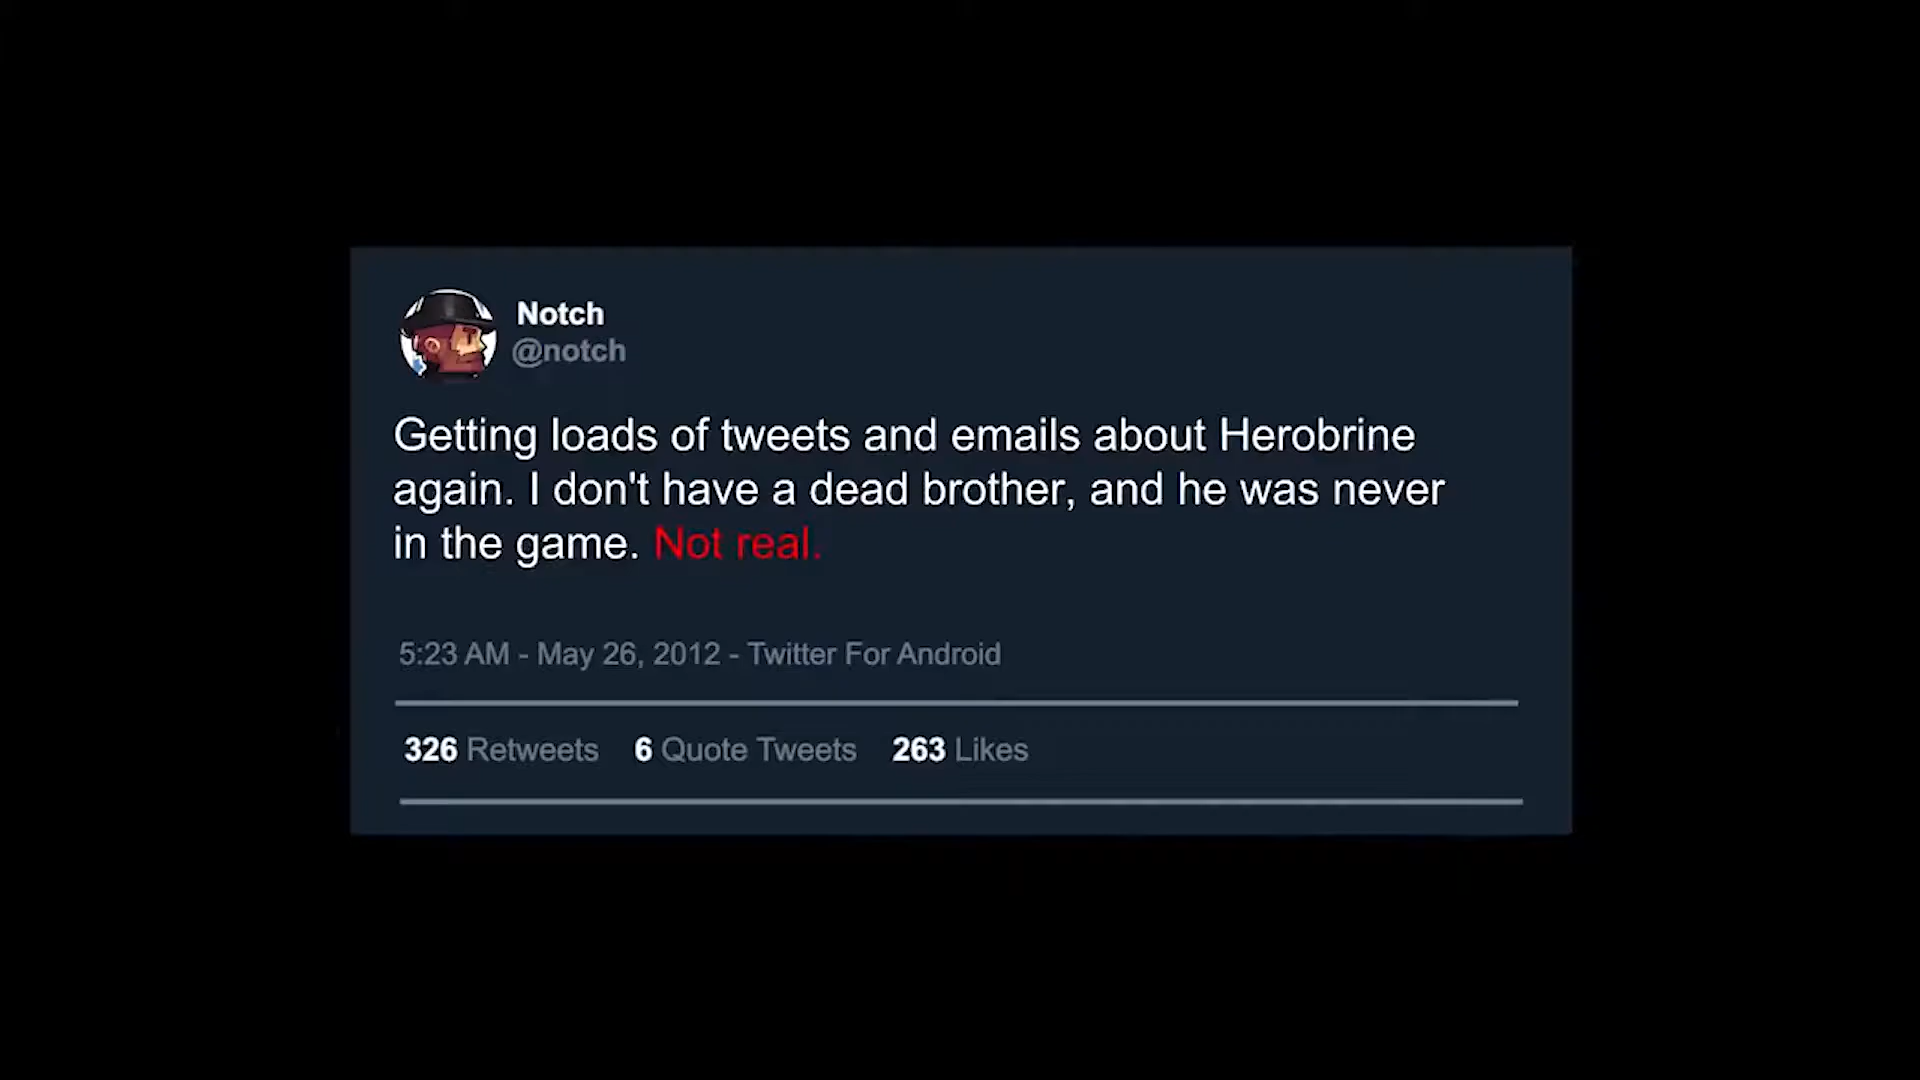 Notch
@notch
Getting loads of tweets and emails about Herobrine
again. I don't have a dead brother, and he was never
in the game. Not real.
5:23 AM - May 26, 2012 - Twitter For Android
326 Retweets 6 Quote Tweets 263 Likes